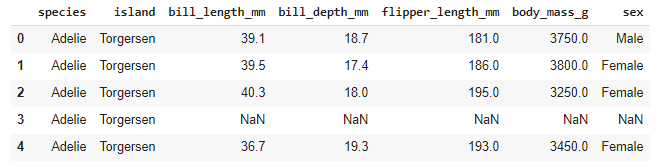 species island bill_length_mm bill_depth_mm flipper_length_mm body_mass_g sex
0 Adelie Torgersen 39.1 18.7 181.0 3750.0 Male
1 Adelie Torgersen 39.5 17.4 186.0 3800.0 Female
2 Adelie Torgersen 40.3 18.0 195.0 3250.0 Female
3 Adelie Torgersen NaN NaN NaN NaN NaN
4 Adelie Torgersen 36.7 19.3 193.0 3450.0 Female